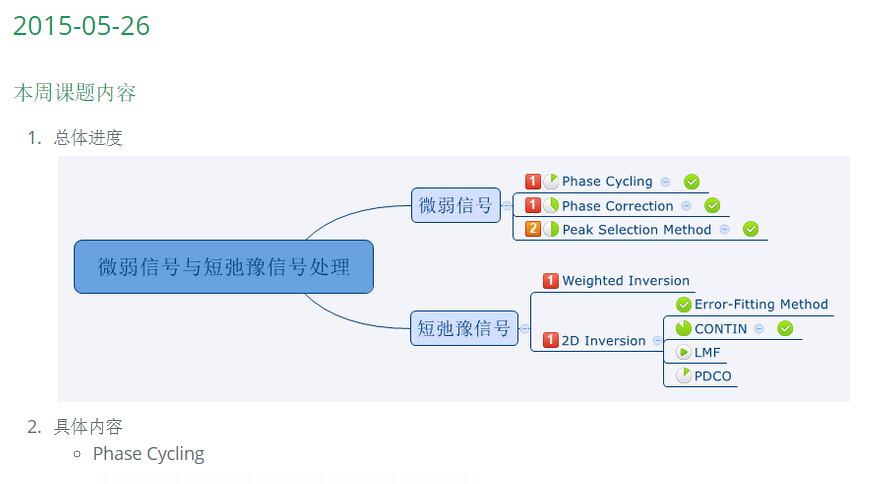 2015-05-26
本周课题内容
1. 总体进度
微弱信号与短弛豫信号处理
微弱信号
1 Phase Cycling
1 Phase Correction
2 Peak Selection Method
短弛豫信号
1 Weighted Inversion
1 2D Inversion
Error-Fitting Method
CONTIN
LMF
PDCO
2. 具体内容
Phase Cycling